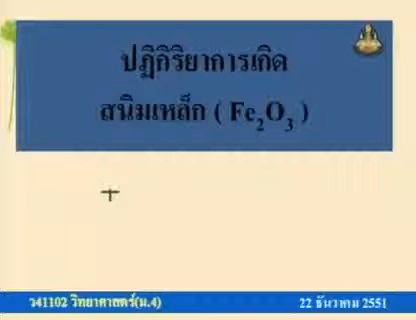 ปฏิกิริยาการเกิด
สนิมเหล็ก ( Fe₂O₃ )
+
ว41102 วิทยาศาสตร์(ม.4)
22 ธันวาคม 2551